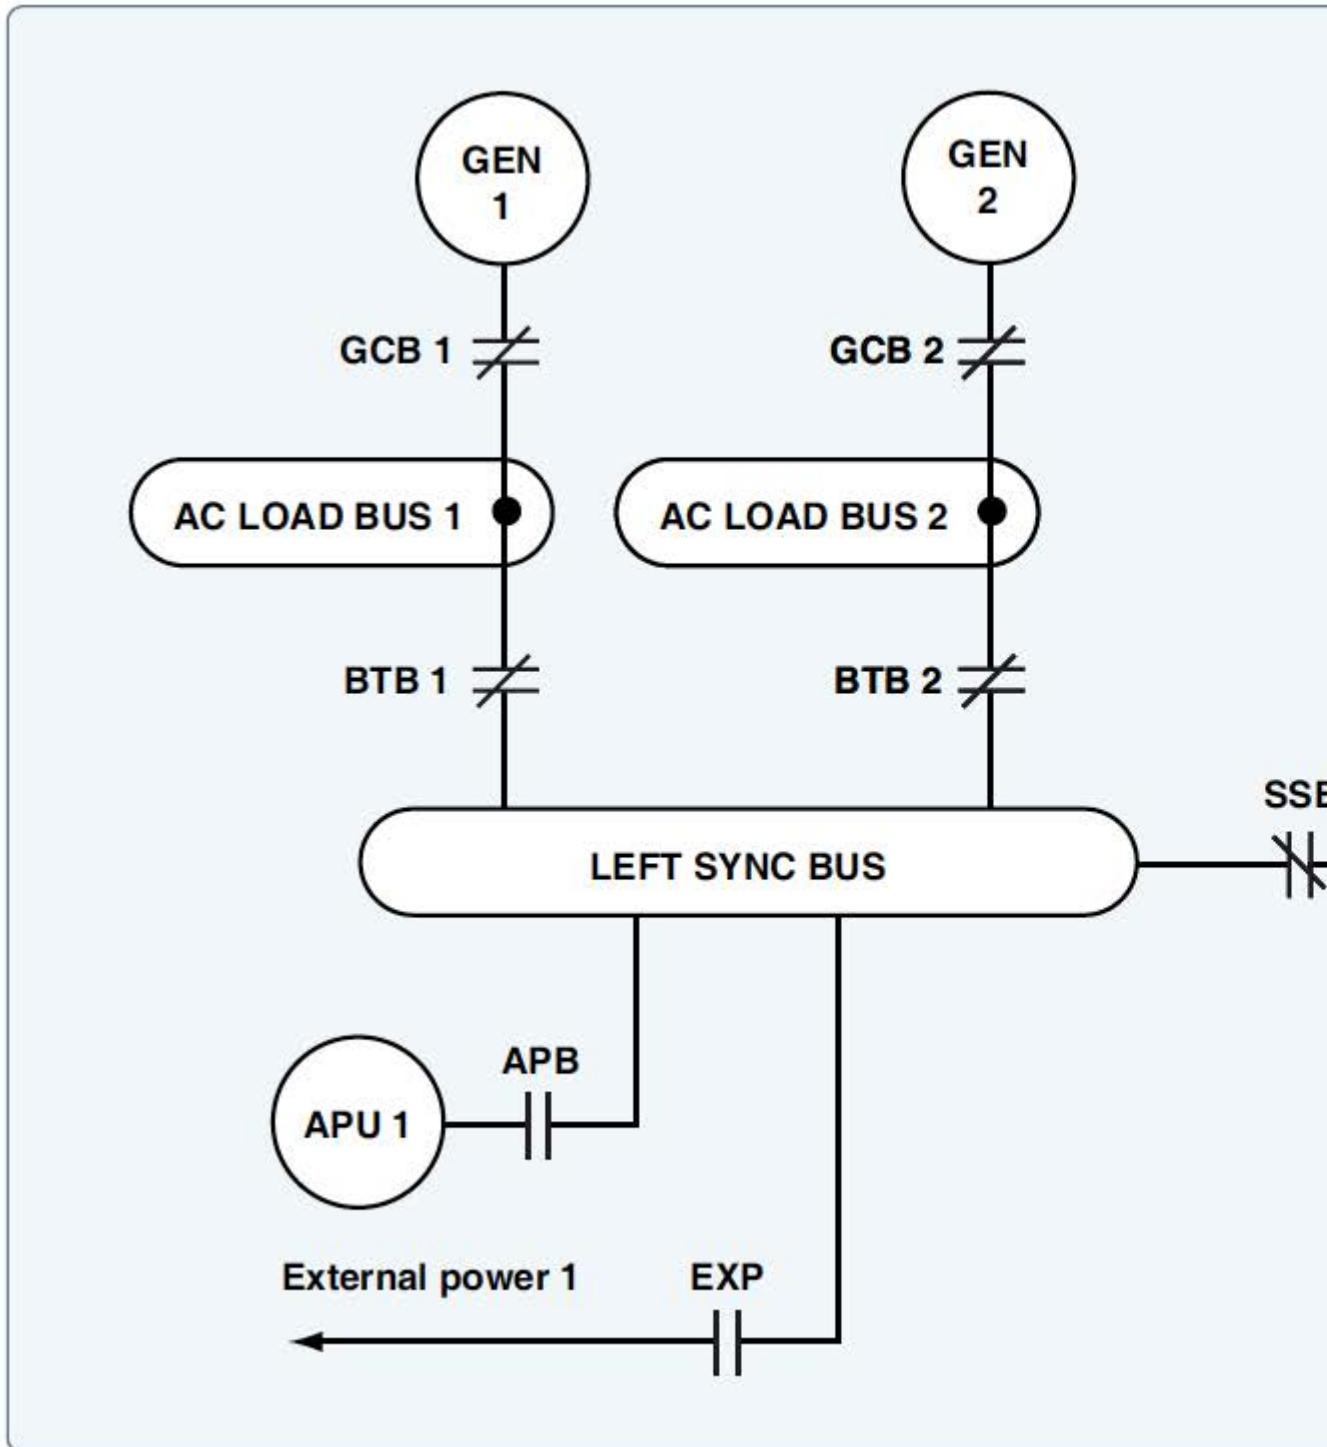 GEN
1
GEN
2
GCB 1
GCB 2
AC LOAD BUS 1
AC LOAD BUS 2
BTB 1
BTB 2
SSB
LEFT SYNC BUS
APB
APU 1
External power 1
EXP